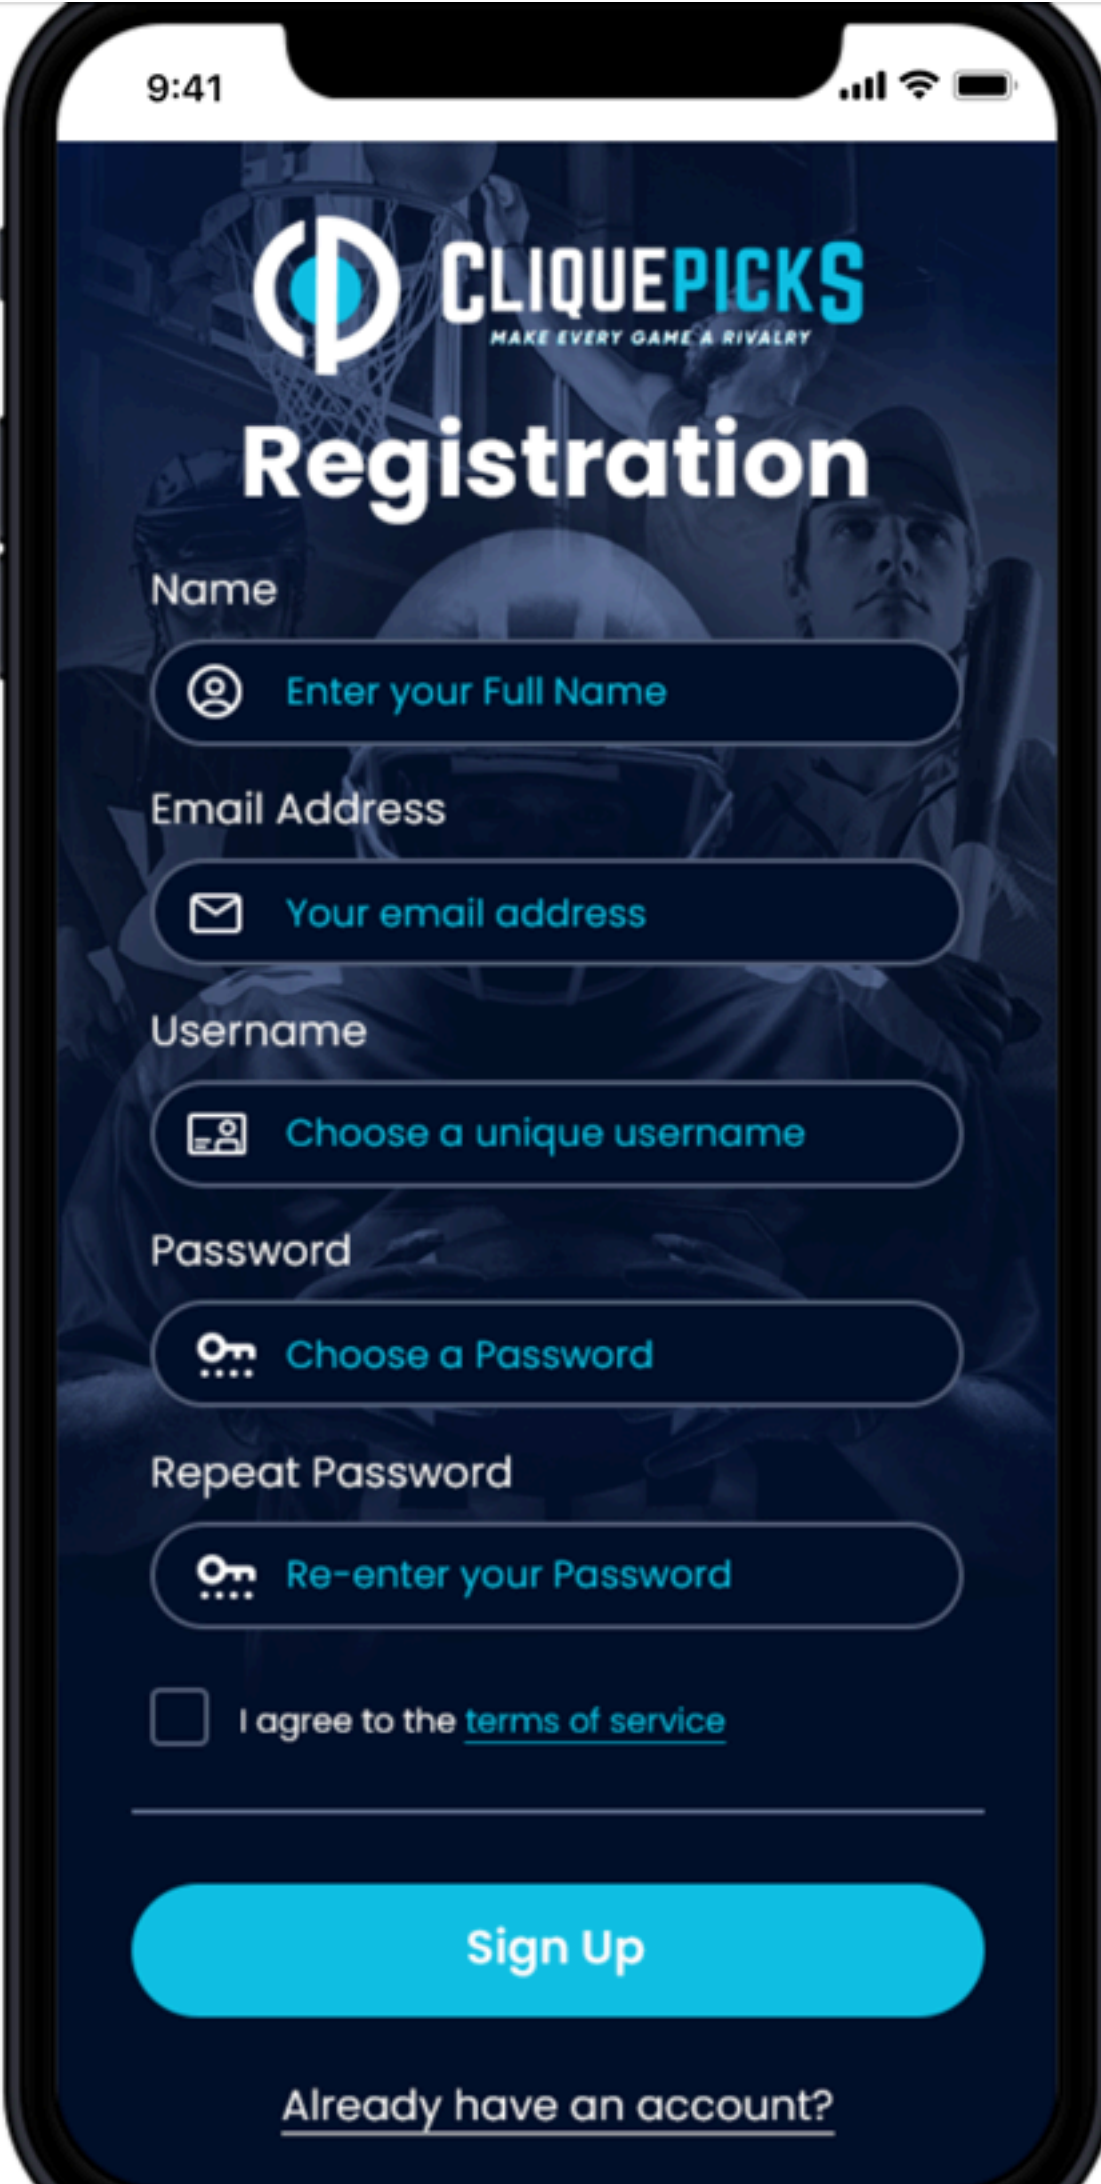 9:41
CLIQUEPICKS
MAKE EVERY GAME A RIVALRY
Registration
Name
Enter your Full Name
Email Address
Your email address
Username
Choose a unique username
Password
Choose a Password
Repeat Password
Re-enter your Password
I agree to the terms of service
Sign Up
Already have an account?